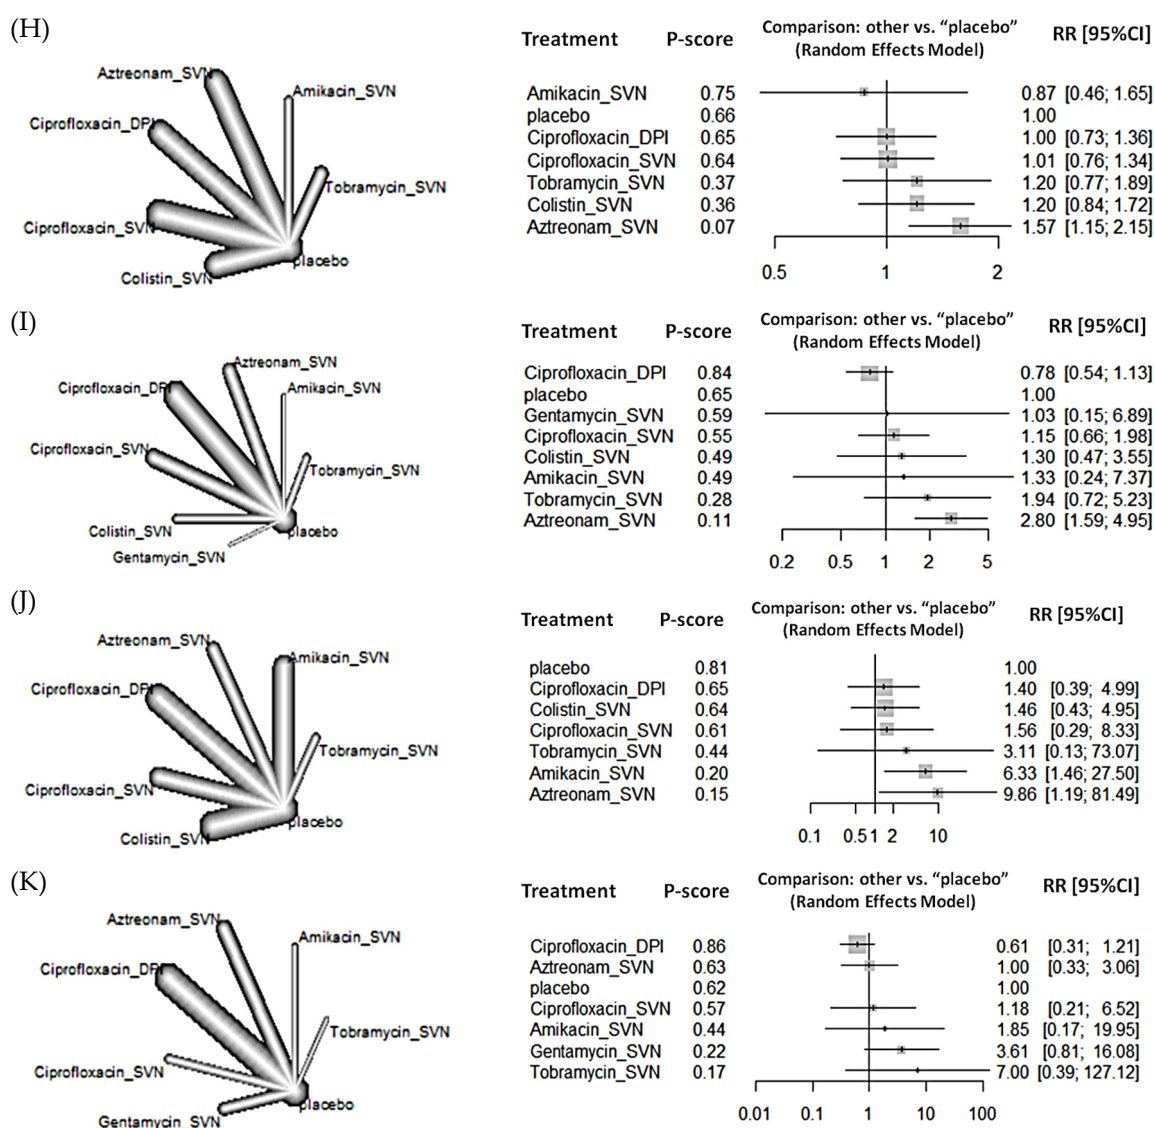 (H)
Aztreonam_SVN
Amikacin_SVN
Ciprofloxacin_DPI
Tobramycin_SVN
Ciprofloxacin_SVN
placebo
Colistin_SVN
Treatment P-score Comparison: other vs. “placebo” RR [95%CI]
(Random Effects Model)
Amikacin_SVN 0.75 0.87 [0.46; 1.65]
placebo 0.66 1.00
Ciprofloxacin_DPI 0.65 1.00 [0.73; 1.36]
Ciprofloxacin_SVN 0.64 1.01 [0.76; 1.34]
Tobramycin_SVN 0.37 1.20 [0.77; 1.89]
Colistin_SVN 0.36 1.20 [0.84; 1.72]
Aztreonam_SVN 0.07 1.57 [1.15; 2.15]
0.5 1 2
(I)
Aztreonam_SVN
Ciprofloxacin_DPI
Amikacin_SVN
Ciprofloxacin_SVN
Tobramycin_SVN
Colistin_SVN
placebo
Gentamycin_SVN
Treatment P-score Comparison: other vs. “placebo” RR [95%CI]
(Random Effects Model)
Ciprofloxacin_DPI 0.84 0.78 [0.54; 1.13]
placebo 0.65 1.00
Gentamycin_SVN 0.59 1.03 [0.15; 6.89]
Ciprofloxacin_SVN 0.55 1.15 [0.66; 1.98]
Colistin_SVN 0.49 1.30 [0.47; 3.55]
Amikacin_SVN 0.49 1.33 [0.24; 7.37]
Tobramycin_SVN 0.28 1.94 [0.72; 5.23]
Aztreonam_SVN 0.11 2.80 [1.59; 4.95]
0.2 0.5 1 2 5
(J)
Aztreonam_SVN
Amikacin_SVN
Ciprofloxacin_DPI
Tobramycin_SVN
Ciprofloxacin_SVN
placebo
Colistin_SVN
Treatment P-score Comparison: other vs. “placebo” RR [95%CI]
(Random Effects Model)
placebo 0.81 1.00
Ciprofloxacin_DPI 0.65 1.40 [0.39; 4.99]
Colistin_SVN 0.64 1.46 [0.43; 4.95]
Ciprofloxacin_SVN 0.61 1.56 [0.29; 8.33]
Tobramycin_SVN 0.44 3.11 [0.13; 73.07]
Amikacin_SVN 0.20 6.33 [1.46; 27.50]
Aztreonam_SVN 0.15 9.86 [1.19; 81.49]
0.1 0.5 1 2 10
(K)
Aztreonam_SVN
Amikacin_SVN
Ciprofloxacin_DPI
Tobramycin_SVN
Ciprofloxacin_SVN
placebo
Gentamycin_SVN
Treatment P-score Comparison: other vs. “placebo” RR [95%CI]
(Random Effects Model)
Ciprofloxacin_DPI 0.86 0.61 [0.31; 1.21]
Aztreonam_SVN 0.63 1.00 [0.33; 3.06]
placebo 0.62 1.00
Ciprofloxacin_SVN 0.57 1.18 [0.21; 6.52]
Amikacin_SVN 0.44 1.85 [0.17; 19.95]
Gentamycin_SVN 0.22 3.61 [0.81; 16.08]
Tobramycin_SVN 0.17 7.00 [0.39; 127.12]
0.01 0.1 1 10 100